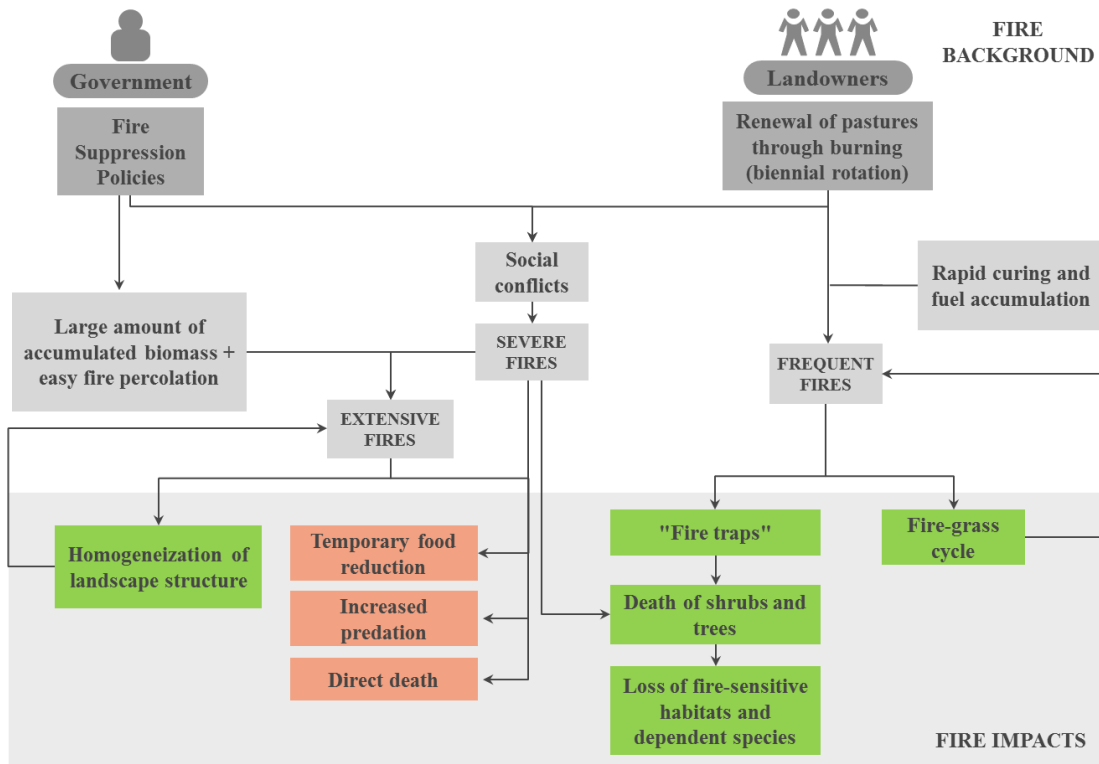 FIRE
BACKGROUND
Government
Landowners
Fire
Suppression
Policies
Renewal of pastures
through burning
(biennial rotation)
Social
conflicts
Rapid curing and
fuel accumulation
Large amount of
accumulated biomass +
easy fire percolation
SEVERE
FIRES
FREQUENT
FIRES
EXTENSIVE
FIRES
Homogeneization of
landscape structure
Temporary food
reduction
"Fire traps"
Fire-grass
cycle
Increased
predation
Death of shrubs and
trees
Direct death
Loss of fire-sensitive
habitats and
dependent species
FIRE IMPACTS